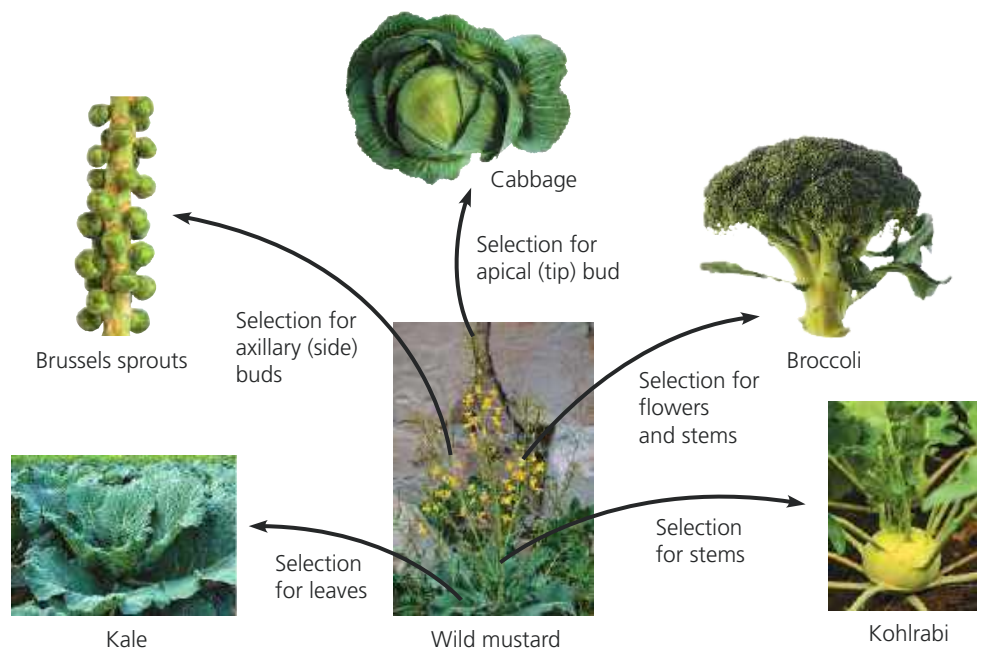 Cabbage
Selection for
apical (tip) bud
Selection for
axillary (side)
buds
Brussels sprouts
Broccoli
Selection for
flowers
and stems
Selection
for stems
Selection
for leaves
Kale
Wild mustard
Kohlrabi